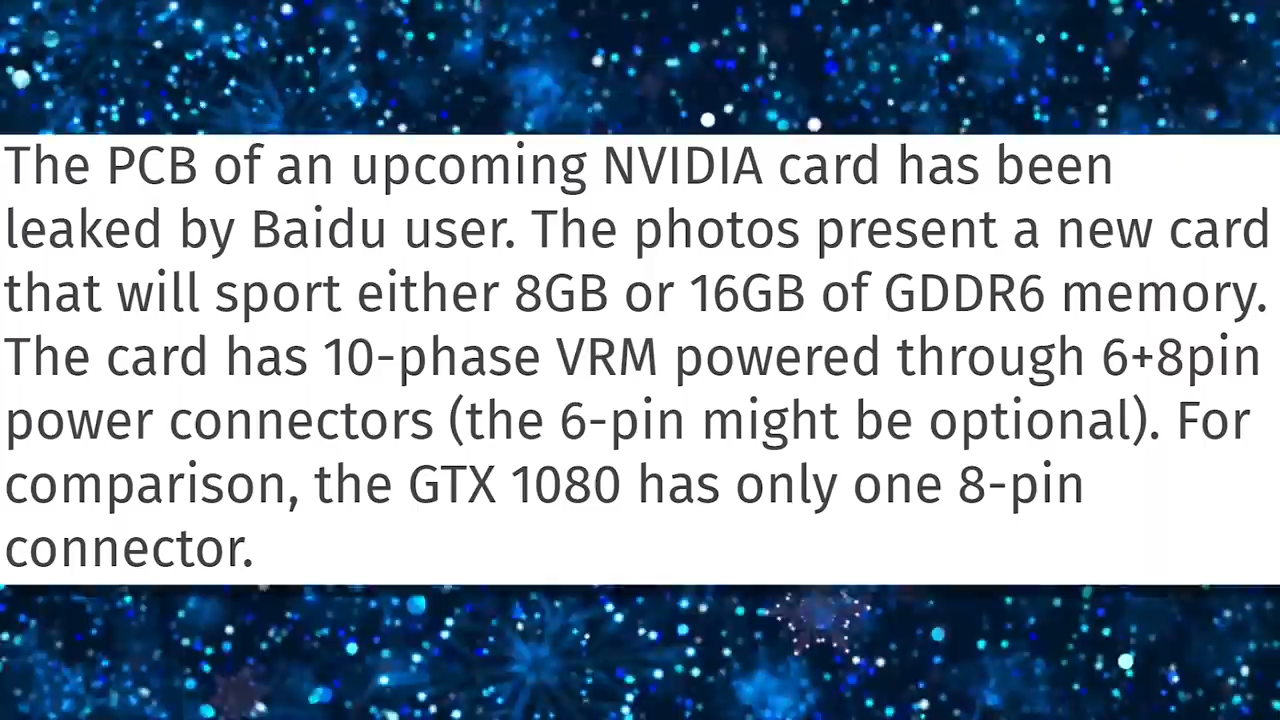 The PCB of an upcoming NVIDIA card has been
leaked by Baidu user. The photos present a new card
that will sport either 8GB or 16GB of GDDR6 memory.
The card has 10-phase VRM powered through 6+8pin
power connectors (the 6-pin might be optional). For
comparison, the GTX 1080 has only one 8-pin
connector.